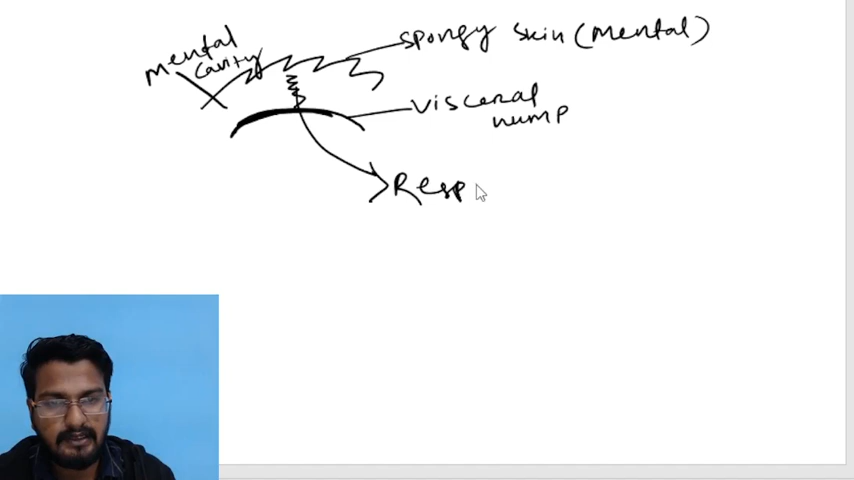 mental
cavity
spongy skin (mental)
visceral
hump
Resp